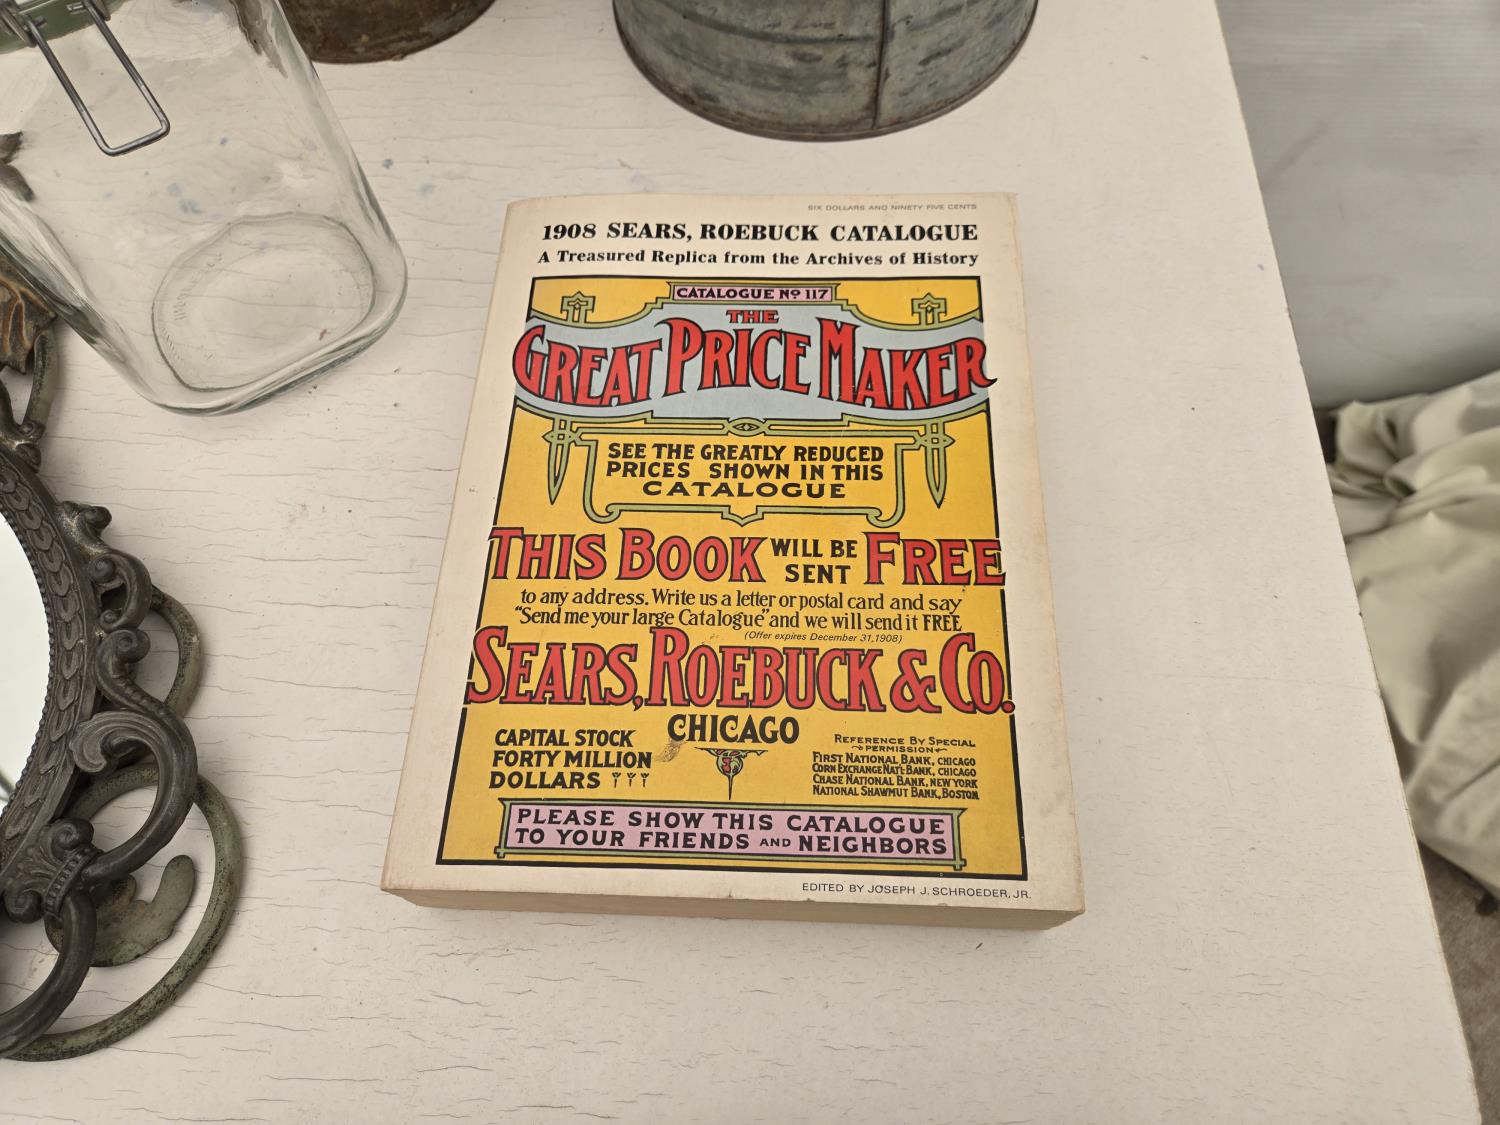 SIX DOLLARS AND NINETY FIVE CENTS
1908 SEARS, ROEBUCK CATALOGUE
A Treasured Replica from the Archives of History
CATALOGUE No 117
THE
GREAT PRICE MAKER
SEE THE GREATLY REDUCED
PRICES SHOWN IN THIS
CATALOGUE
THIS BOOK WILL BE SENT FREE
to any address. Write us a letter or postal card and say
"Send me your large Catalogue" and we will send it FREE
(Offer expires December 31, 1908)
SEARS, ROEBUCK & CO.
CHICAGO
CAPITAL STOCK
FORTY MILLION
DOLLARS
REFERENCE BY SPECIAL
PERMISSION
FIRST NATIONAL BANK, CHICAGO
CORN EXCHANGE NAT'L BANK, CHICAGO
CHASE NATIONAL BANK, NEW YORK
NATIONAL SHAWMUT BANK, BOSTON
PLEASE SHOW THIS CATALOGUE
TO YOUR FRIENDS AND NEIGHBORS
EDITED BY JOSEPH J. SCHROEDER, JR.